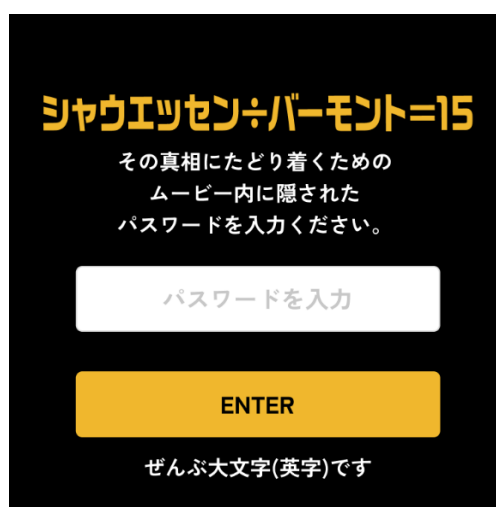 シャウエッセン÷バーモント=15
その真相にたどり着くための
ムービー内に隠された
パスワードを入力ください。
パスワードを入力
ENTER
ぜんぶ大文字(英字)です